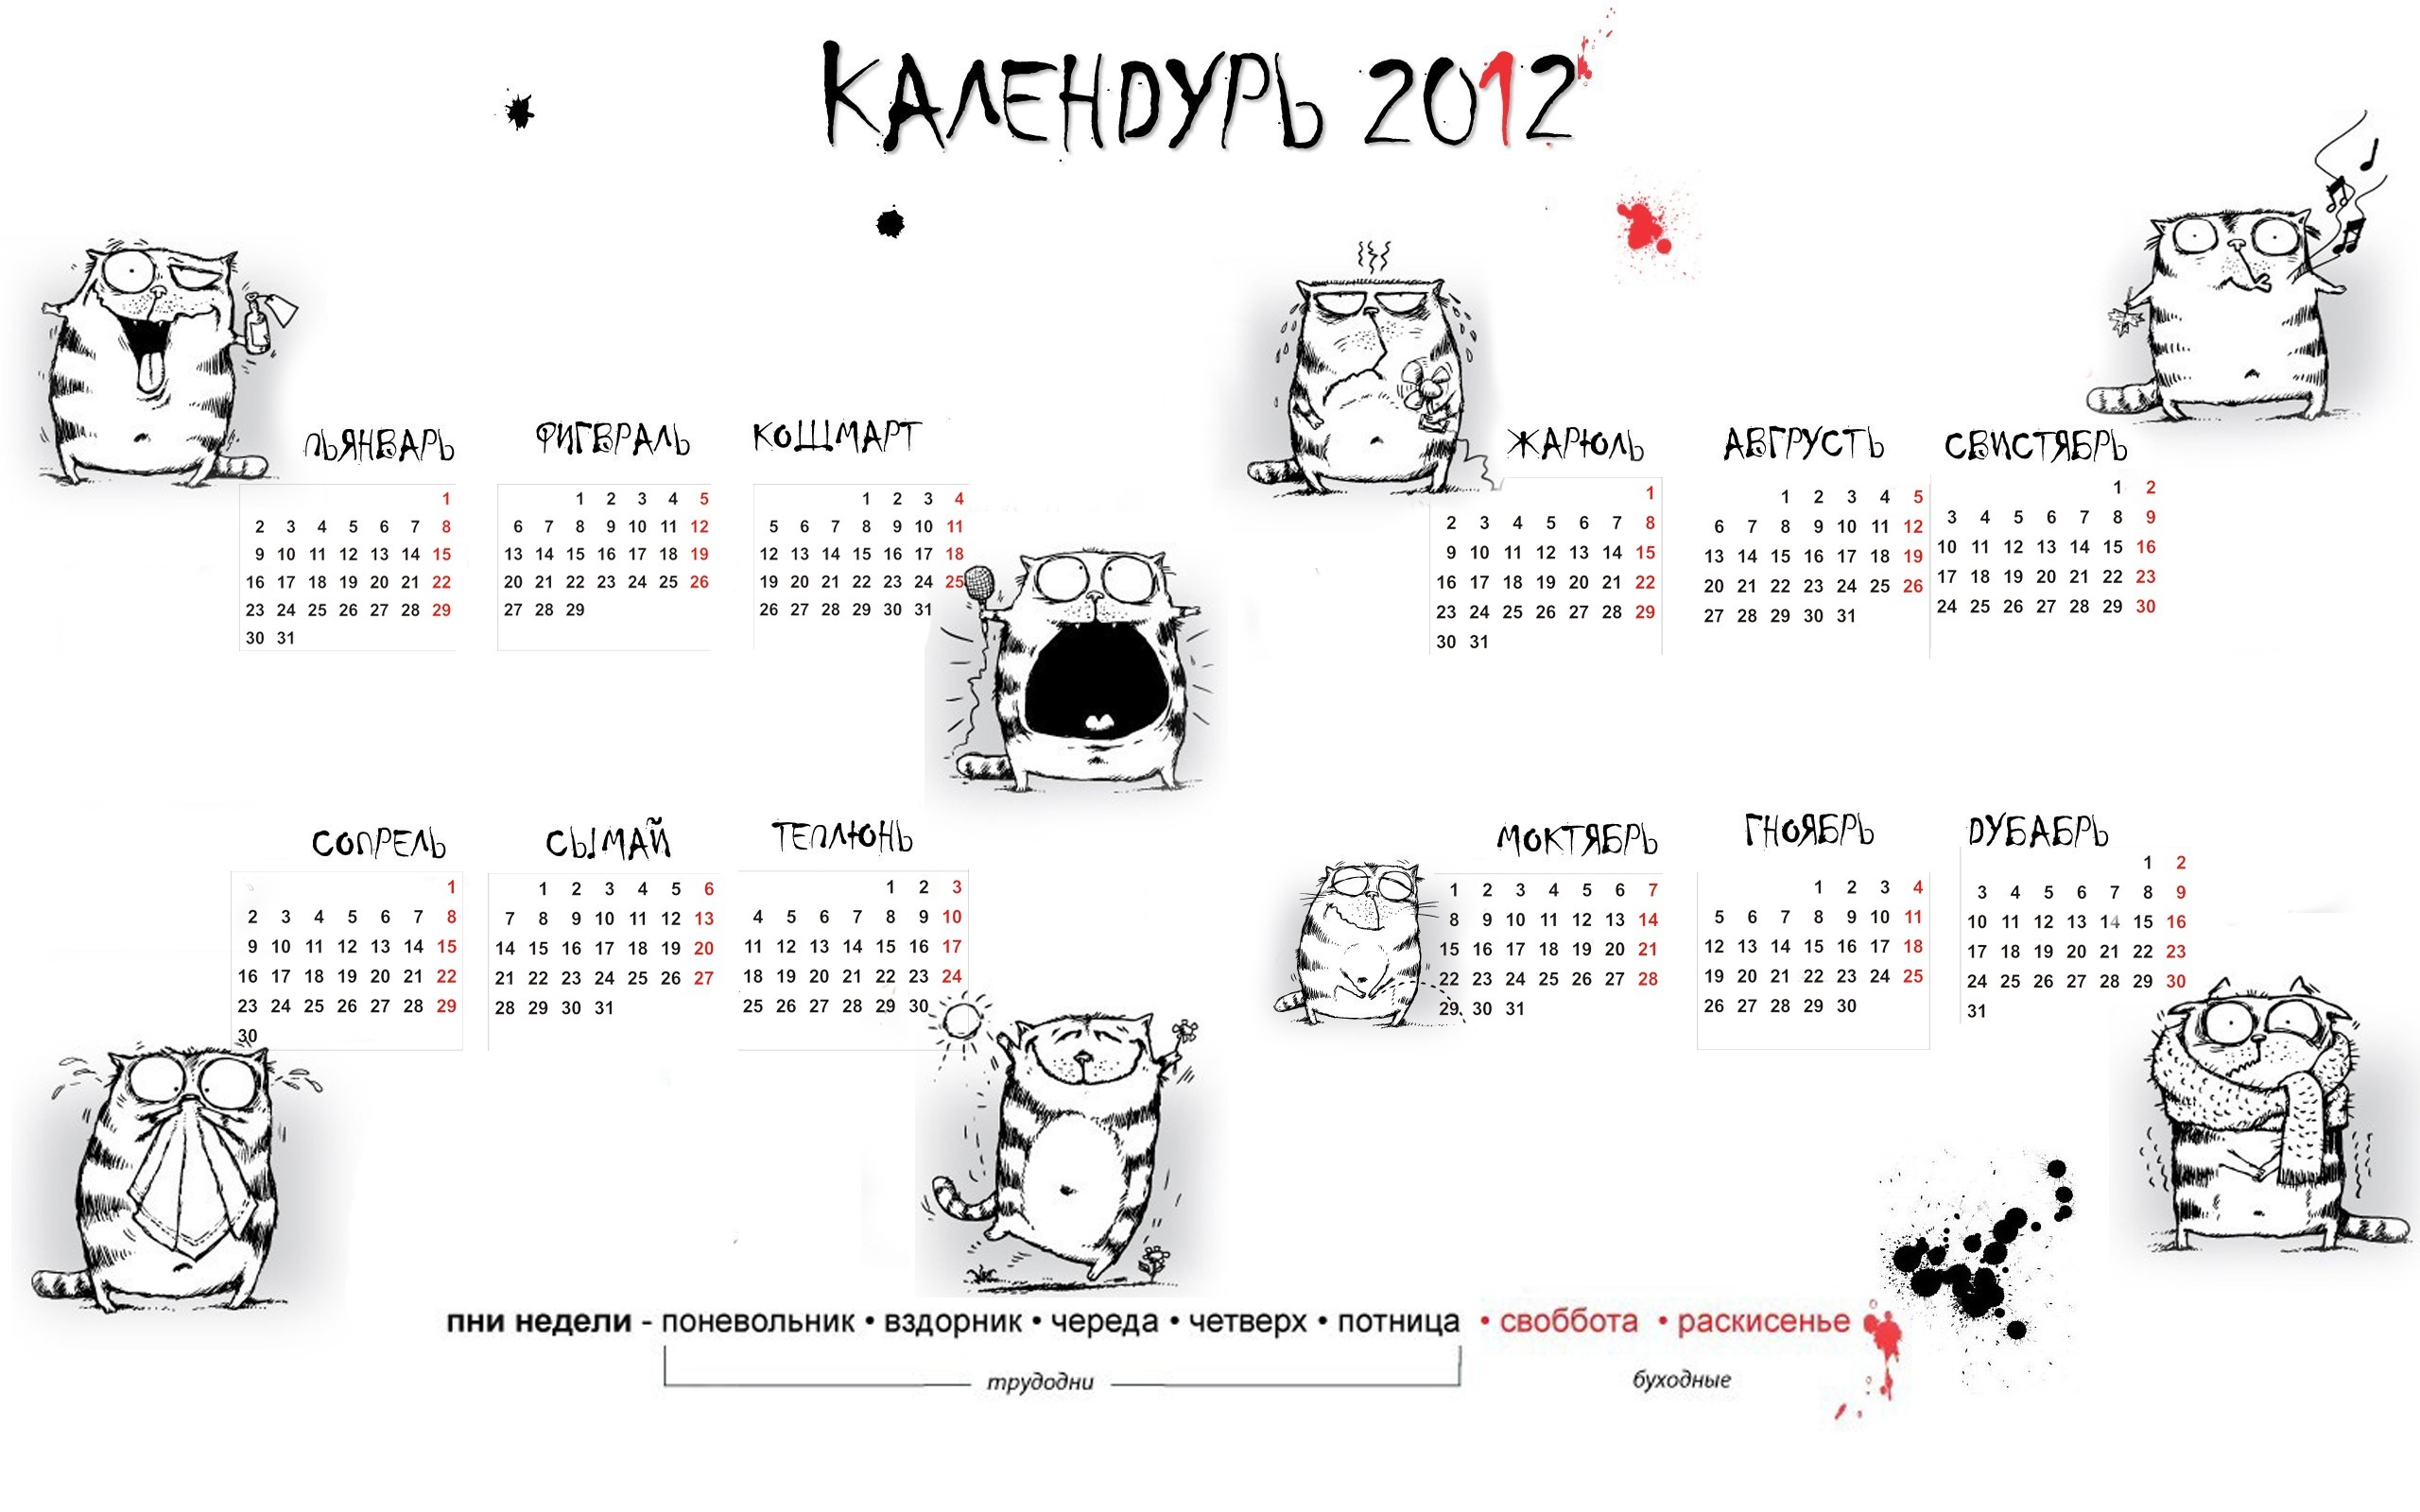 КАЛЕНДУРЬ 2012
ПЬЯНВАРЬ
1
2 3 4 5 6 7 8
9 10 11 12 13 14 15
16 17 18 19 20 21 22
23 24 25 26 27 28 29
30 31
ФИГВРАЛЬ
1 2 3 4 5
6 7 8 9 10 11 12
13 14 15 16 17 18 19
20 21 22 23 24 25 26
27 28 29
КОШМАРТ
1 2 3 4
5 6 7 8 9 10 11
12 13 14 15 16 17 18
19 20 21 22 23 24 25
26 27 28 29 30 31
ЖАРЮЛЬ
1
2 3 4 5 6 7 8
9 10 11 12 13 14 15
16 17 18 19 20 21 22
23 24 25 26 27 28 29
30 31
АВГРУСТЬ
1 2 3 4 5
6 7 8 9 10 11 12
13 14 15 16 17 18 19
20 21 22 23 24 25 26
27 28 29 30 31
СВИСТЯБРЬ
1 2
3 4 5 6 7 8 9
10 11 12 13 14 15 16
17 18 19 20 21 22 23
24 25 26 27 28 29 30
СОПРЕЛЬ
1
2 3 4 5 6 7 8
9 10 11 12 13 14 15
16 17 18 19 20 21 22
23 24 25 26 27 28 29
30
СЫМАЙ
1 2 3 4 5 6
7 8 9 10 11 12 13
14 15 16 17 18 19 20
21 22 23 24 25 26 27
28 29 30 31
ТЕПЛЮНЬ
1 2 3
4 5 6 7 8 9 10
11 12 13 14 15 16 17
18 19 20 21 22 23 24
25 26 27 28 29 30
МОКТЯБРЬ
1 2 3 4 5 6 7
8 9 10 11 12 13 14
15 16 17 18 19 20 21
22 23 24 25 26 27 28
29 30 31
ГНОЯБРЬ
1 2 3 4
5 6 7 8 9 10 11
12 13 14 15 16 17 18
19 20 21 22 23 24 25
26 27 28 29 30
ДУБАБРЬ
1 2
3 4 5 6 7 8 9
10 11 12 13 14 15 16
17 18 19 20 21 22 23
24 25 26 27 28 29 30
31
пни недели - поневольник • вздорник • череда • четверх • потница • своббота • раскисенье
трудодни
буходные